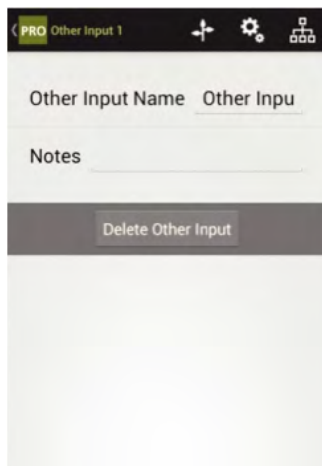 PRO Other Input 1
Other Input Name Other Inpu
Notes
Delete Other Input